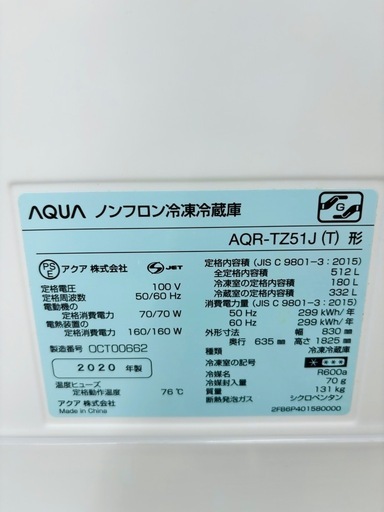 AQUA ノンフロン冷凍冷蔵庫
G
AQR-TZ51J (T) 形
PS E アクア 株式会社 JET
定格電圧 100 V
定格周波数 50/60 Hz
電動機の
定格消費電力 70/70 W
電熱装置の
定格消費電力 160/160 W
製造番号 OCT00662
2020 年製
温度ヒューズ
定格動作温度 76℃
アクア 株式会社
Made in China
定格内容積 (JIS C 9801-3 : 2015)
全定格内容積 512 L
冷凍室の定格内容積 180 L
冷蔵室の定格内容積 332 L
消費電力量 (JIS C 9801-3 : 2015)
50 Hz 299 kWh/年
60 Hz 299 kWh/年
外形寸法 幅 830 mm
奥行 635 mm 高さ 1825 mm
種類 冷凍冷蔵庫
冷凍室の記号
冷媒名 R600a
冷媒封入量 70 g
質量 131 kg
断熱発泡ガス シクロペンタン
2FB6P401580000